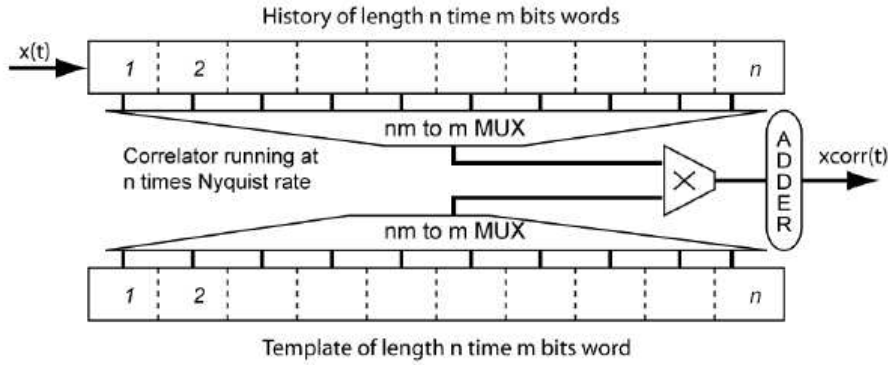 History of length n time m bits words
x(t)
1 2 n
nm to m MUX
Correlator running at
n times Nyquist rate
X
ADDER
xcorr(t)
nm to m MUX
1 2 n
Template of length n time m bits word